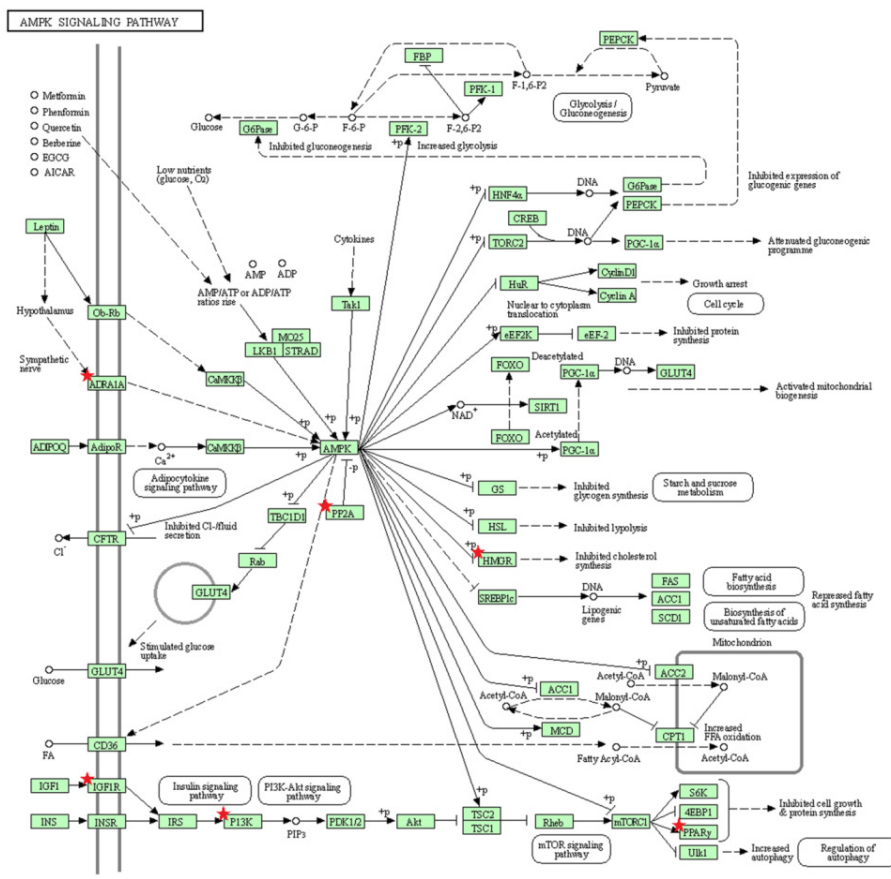 AMPK SIGNALING PATHWAY
Metformin
Phenformin
Quercetin
Berberine
EGCG
AICAR
Low nutrients
(glucose, O2)
AMP
ADP
AMP/ATP or ADP/ATP
ratios rise
Cytokines
Tak1
MO25
LKB1
STRAD
Leptin
Hypothalamus
Sympathetic
nerve
Ob-Rb
ADRA1A
CaMKKβ
ADIPOQ
AdipoR
Ca2+
CaMKKβ
AMPK
+p
+p
+p
+p
+p
-p
Adipocytokine
signaling pathway
+p
CFTR
Cl-
Inhibited Cl-/fluid
secretion
+p
TBC1D1
PP2A
Rab
GLUT4
Stimulated glucose
uptake
GLUT4
Glucose
CD36
FA
IGF1
IGF1R
INS
INSR
IRS
Insulin signaling
pathway
PI3K-Akt signaling
pathway
P13K
PIP3
PDK1/2
+p
Akt
TSC2
TSC1
+p
Rheb
mTOR signaling
pathway
+p
mTORC1
S6K
4EBP1
PPARγ
Ulk1
Inhibited cell growth
& protein synthesis
Increased
autophagy
Regulation of
autophagy
PEPCK
FBP
F-1,6-P2
Pyruvate
PFK-1
Glycolysis /
Gluconeogenesis
Glucose
G6Pase
G-6-P
F-6-P
PFK-2
F-2,6-P2
Inhibited gluconeogenesis
+p
Increased glycolysis
+p
HNF4α
DNA
G6Pase
PEPCK
Inhibited expression of
glucogenic genes
CREB
+p
TORC2
DNA
PGC-1α
Attenuated gluconeogenic
programme
HuR
CyclinD1
Cyclin A
Growth arrest
Cell cycle
Nuclear to cytoplasm
translocation
+p
eEF2K
eEF-2
Inhibited protein
synthesis
FOXO
Deacetylated
PGC-1α
DNA
GLUT4
NAD+
SIRT1
Activated mitochondrial
biogenesis
FOXO
Acetylated
+p
PGC-1α
GS
Inhibited
glycogen synthesis
Starch and sucrose
metabolism
HSL
Inhibited lypolysis
+p
HMGR
Inhibited cholesterol
synthesis
SREBP1c
DNA
Lipogenic
genes
FAS
ACC1
SCD1
Fatty acid
biosynthesis
Biosynthesis of
unsaturated fatty acids
Repressed fatty
acid synthesis
Mitochondrion
+p
ACC2
Acetyl-CoA
Malonyl-CoA
+p
ACC1
Acetyl-CoA
Malonyl-CoA
+p
MCD
CPT1
Increased
FFA oxidation
Fatty Acyl-CoA
Acetyl-CoA